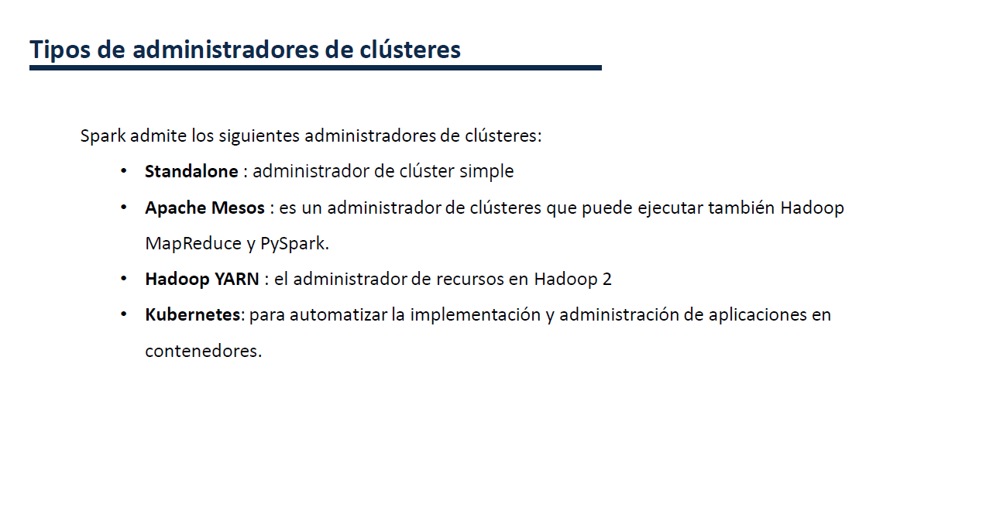 Tipos de administradores de clústeres
Spark admite los siguientes administradores de clústeres:
• Standalone : administrador de clúster simple
• Apache Mesos : es un administrador de clústeres que puede ejecutar también Hadoop
MapReduce y PySpark.
• Hadoop YARN : el administrador de recursos en Hadoop 2
• Kubernetes: para automatizar la implementación y administración de aplicaciones en
contenedores.